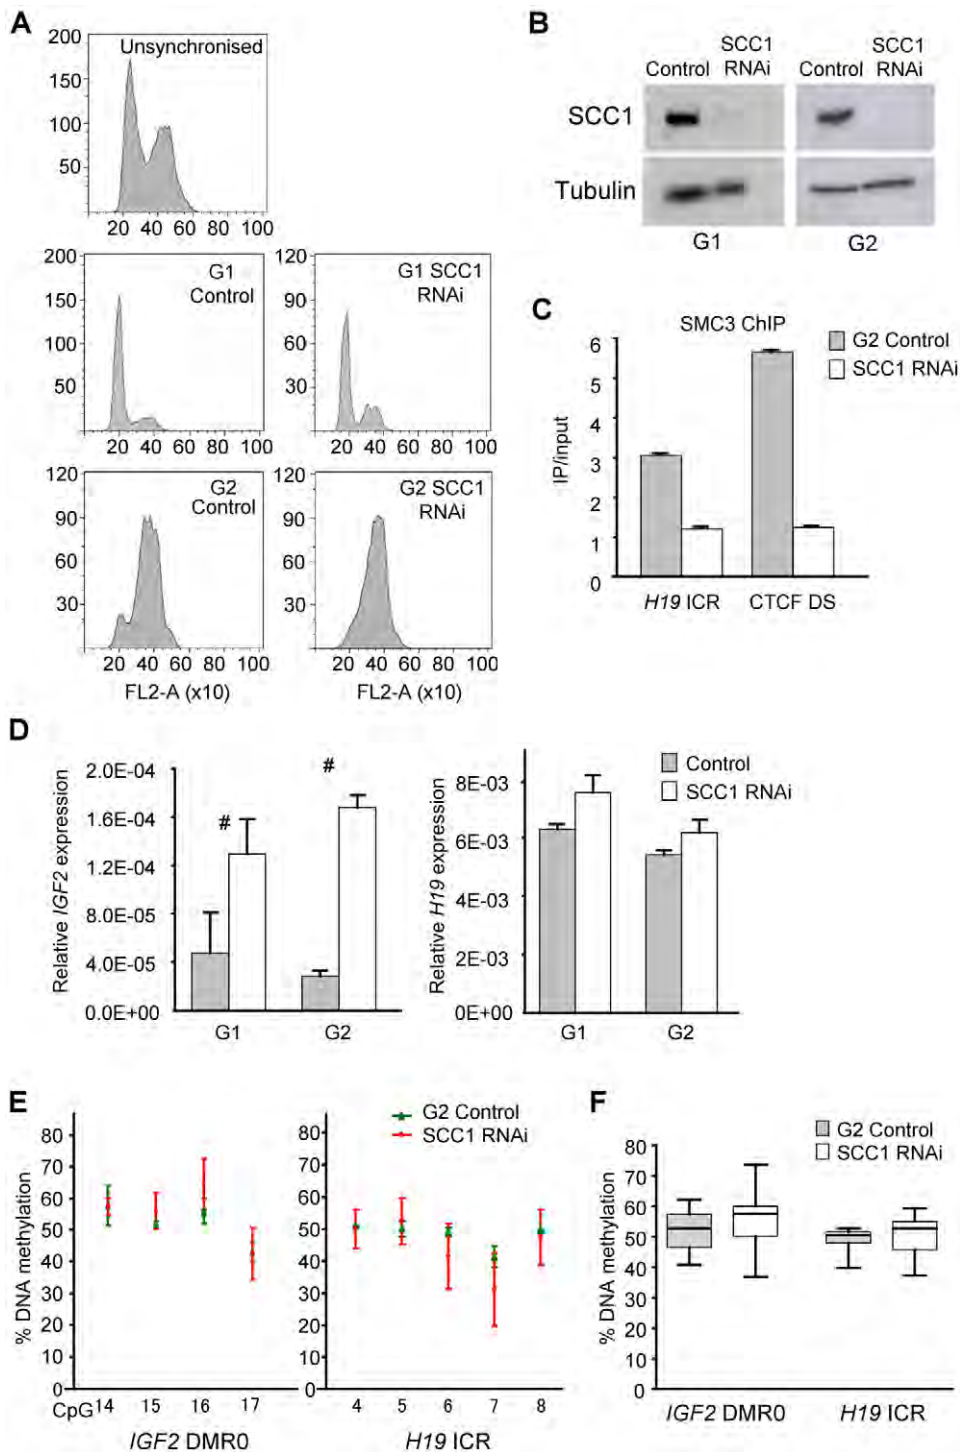 A
200
150
100
50
Unsynchronised
20 40 60 80 100
200
150
100
50
G1
Control
20 40 60 80 100
120
90
60
30
G1 SCC1
RNAi
20 40 60 80 100
120
90
60
30
G2
Control
20 40 60 80 100
FL2-A (x10)
120
90
60
30
G2 SCC1
RNAi
20 40 60 80 100
FL2-A (x10)
B
Control SCC1 RNAi Control SCC1 RNAi
SCC1
Tubulin
G1 G2
C
SMC3 ChIP
G2 Control
SCC1 RNAi
IP/input
6
5
4
3
2
1
0
H19 ICR CTCF DS
D
Relative IGF2 expression
2.0E-04
1.6E-04
1.2E-04
8.0E-05
4.0E-05
0.0E+00
# #
G1 G2
Relative H19 expression
8E-03
6E-03
4E-03
2E-03
0E+00
Control
SCC1 RNAi
G1 G2
E
% DNA methylation
80
70
60
50
40
30
20
10
0
CpG 14 15 16 17
IGF2 DMR0
G2 Control
SCC1 RNAi
80
70
60
50
40
30
20
10
0
4 5 6 7 8
H19 ICR
F
% DNA methylation
80
70
60
50
40
30
20
10
0
G2 Control
SCC1 RNAi
IGF2 DMR0 H19 ICR